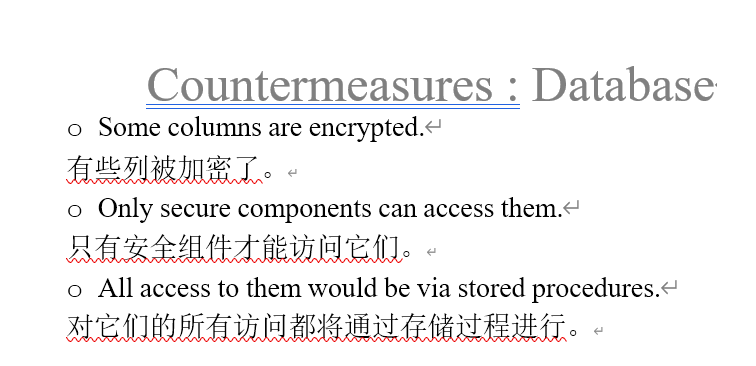 Countermeasures : Database
o Some columns are encrypted.
有些列被加密了。
o Only secure components can access them.
只有安全组件才能访问它们。
o All access to them would be via stored procedures.
对它们的所有访问都将通过存储过程进行。